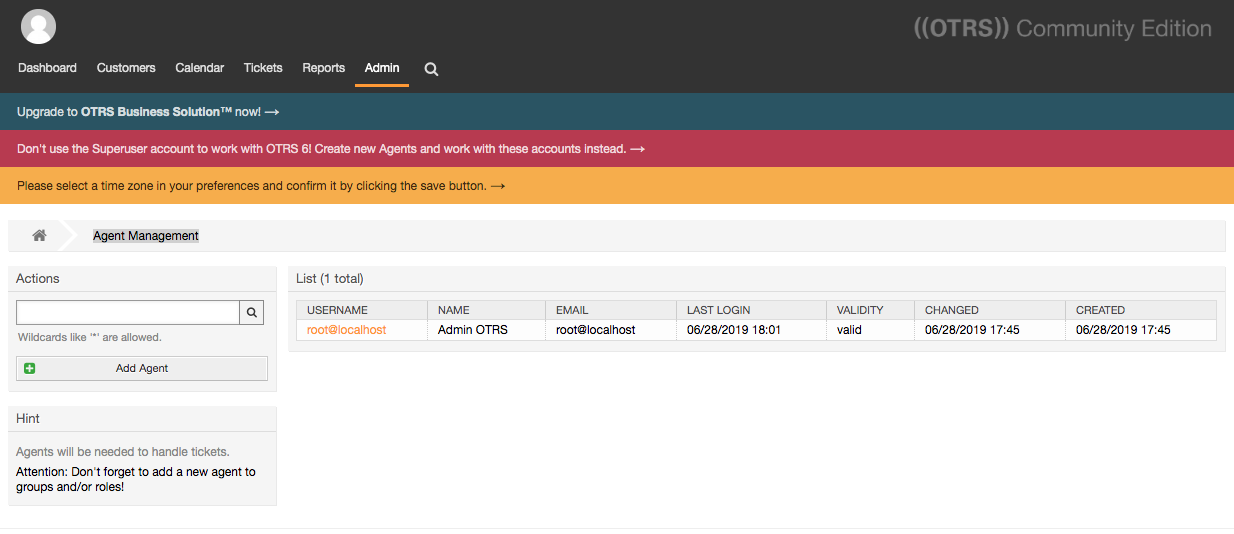 ((OTRS)) Community Edition
Dashboard Customers Calendar Tickets Reports Admin
Upgrade to OTRS Business Solution™ now! →
Don't use the Superuser account to work with OTRS 6! Create new Agents and work with these accounts instead. →
Please select a time zone in your preferences and confirm it by clicking the save button. →
Agent Management
Actions
Wildcards like '*' are allowed.
Add Agent
Hint
Agents will be needed to handle tickets.
Attention: Don't forget to add a new agent to
groups and/or roles!
List (1 total)
USERNAME NAME EMAIL LAST LOGIN VALIDITY CHANGED CREATED
root@localhost Admin OTRS root@localhost 06/28/2019 18:01 valid 06/28/2019 17:45 06/28/2019 17:45